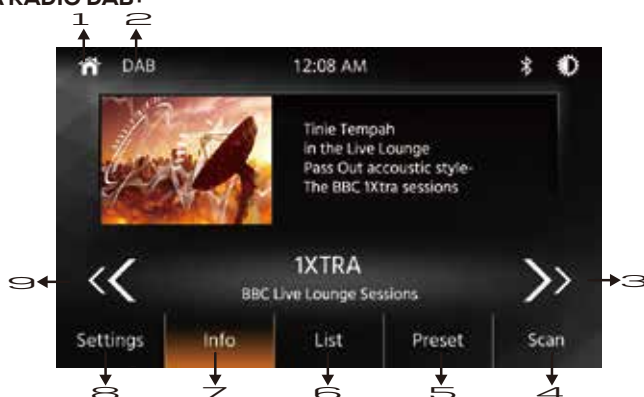 RADIO DAB+
1 2
DAB 12:08 AM
Tinie Tempah
in the Live Lounge
Pass Out accoustic style-
The BBC 1Xtra sessions
9 3
1XTRA
BBC Live Lounge Sessions
Settings Info List Preset Scan
8 7 6 5 4